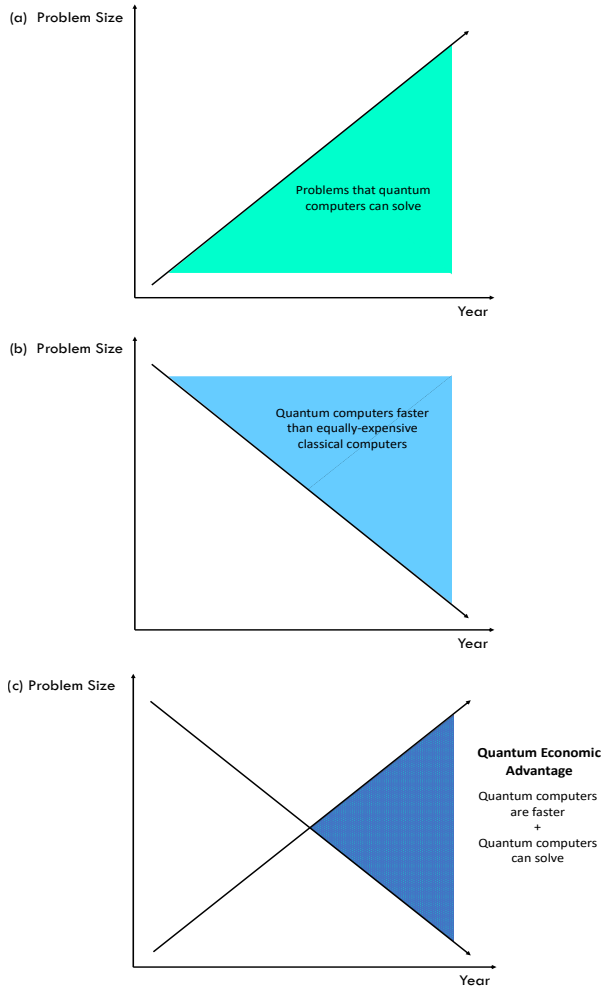 (a) Problem Size
Problems that quantum
computers can solve
Year
(b) Problem Size
Quantum computers faster
than equally-expensive
classical computers
Year
(c) Problem Size
Quantum Economic
Advantage
Quantum computers
are faster
+
Quantum computers
can solve
Year